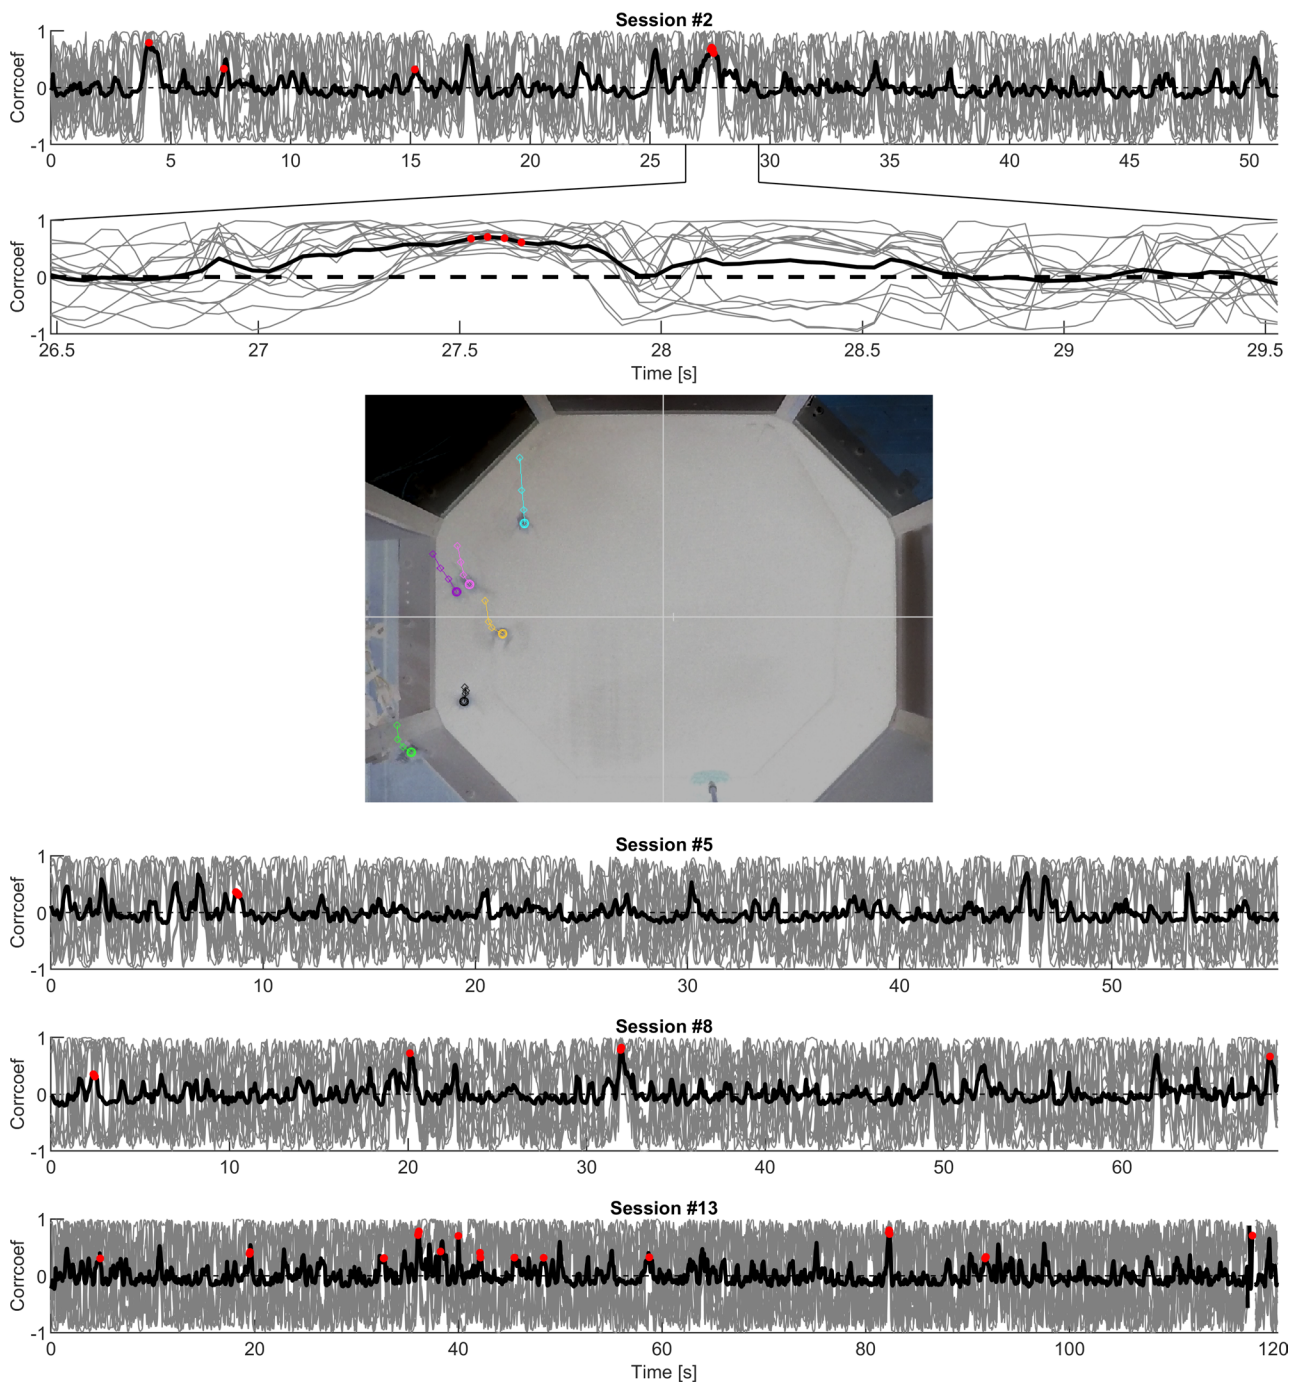 Session #2
Corrcoef
1
0
-1
0 5 10 15 20 25 30 35 40 45 50
Corrcoef
1
0
-1
26.5 27 27.5 28 28.5 29 29.5
Time [s]
Session #5
Corrcoef
1
0
-1
0 10 20 30 40 50
Session #8
Corrcoef
1
0
-1
0 10 20 30 40 50 60
Session #13
Corrcoef
1
0
-1
0 20 40 60 80 100 120
Time [s]